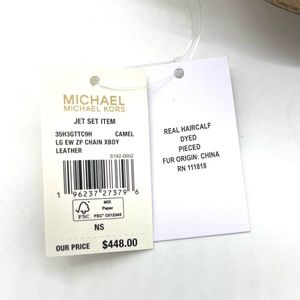 MICHAEL
MICHAEL KORS
JET SET ITEM
35H3GTTC9H CAMEL
LG EW ZP CHAIN XBDY
LEATHER
S192-0002
1 96237 27379 6
FSC
MIX
Paper
FSC® C012345
NS
OUR PRICE $448.00
REAL HAIRCALF
DYED
PIECED
FUR ORIGIN: CHINA
RN 111818